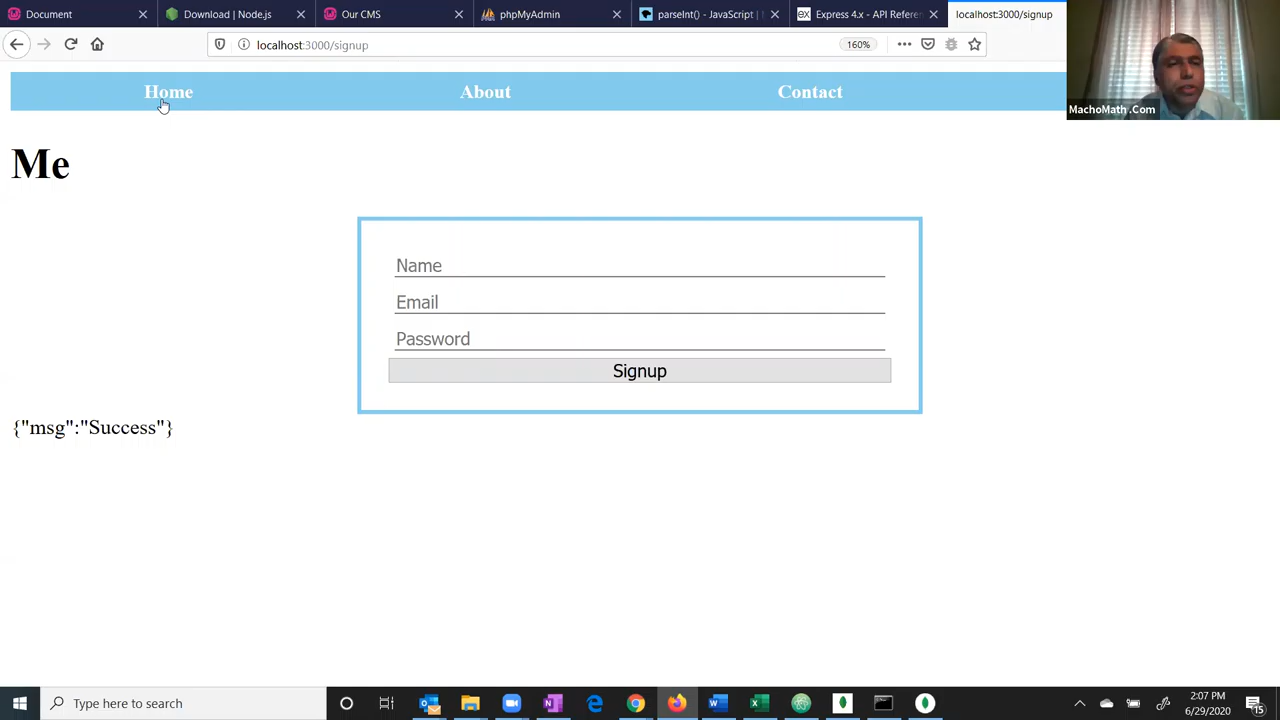 Document
Download | Node.js
Our CMS
phpMyAdmin
parseInt() - JavaScript |
Express 4.x - API Referen
localhost:3000/signup
localhost:3000/signup
160%
MachoMath .Com
Home
About
Contact
Me
Name
Email
Password
Signup
{"msg":"Success"}
Type here to search
2:07 PM
6/29/2020
15